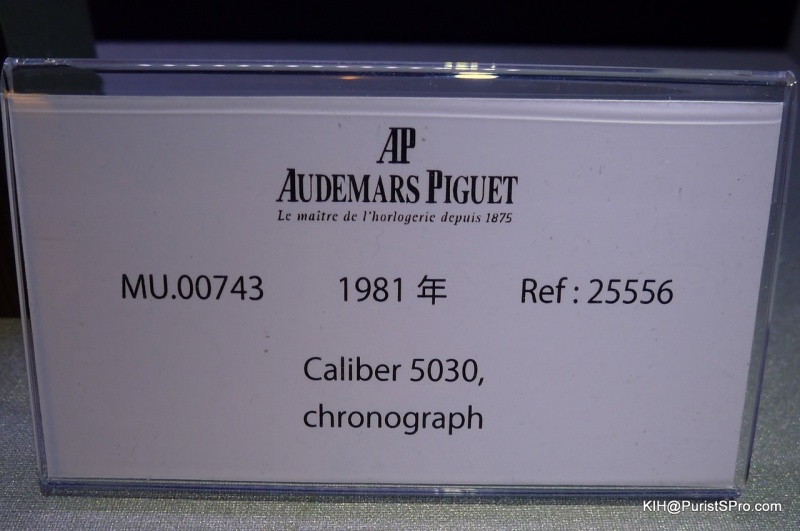 AP
AUDEMARS PIGUET
Le maître de l'horlogerie depuis 1875
MU.00743 1981 年 Ref : 25556
Caliber 5030,
chronograph
KIH@PuristSPro.com